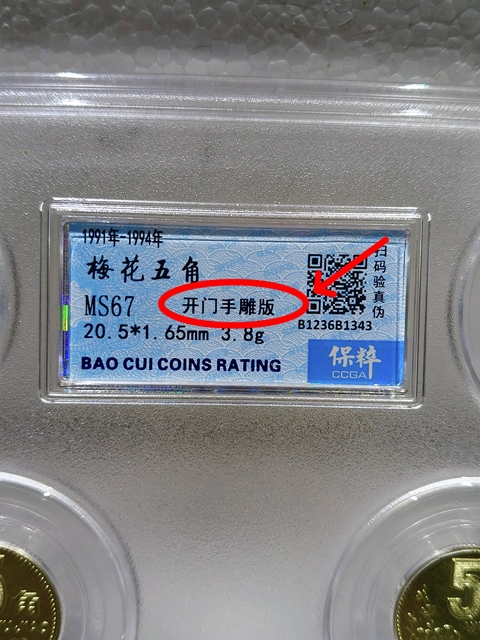 1991年-1994年
梅花五角
MS67 开门手雕版
20.5*1.65mm 3.8g
BAO CUI COINS RATING
扫码验真伪
B1236B1343
保粹
CCGA
角
5